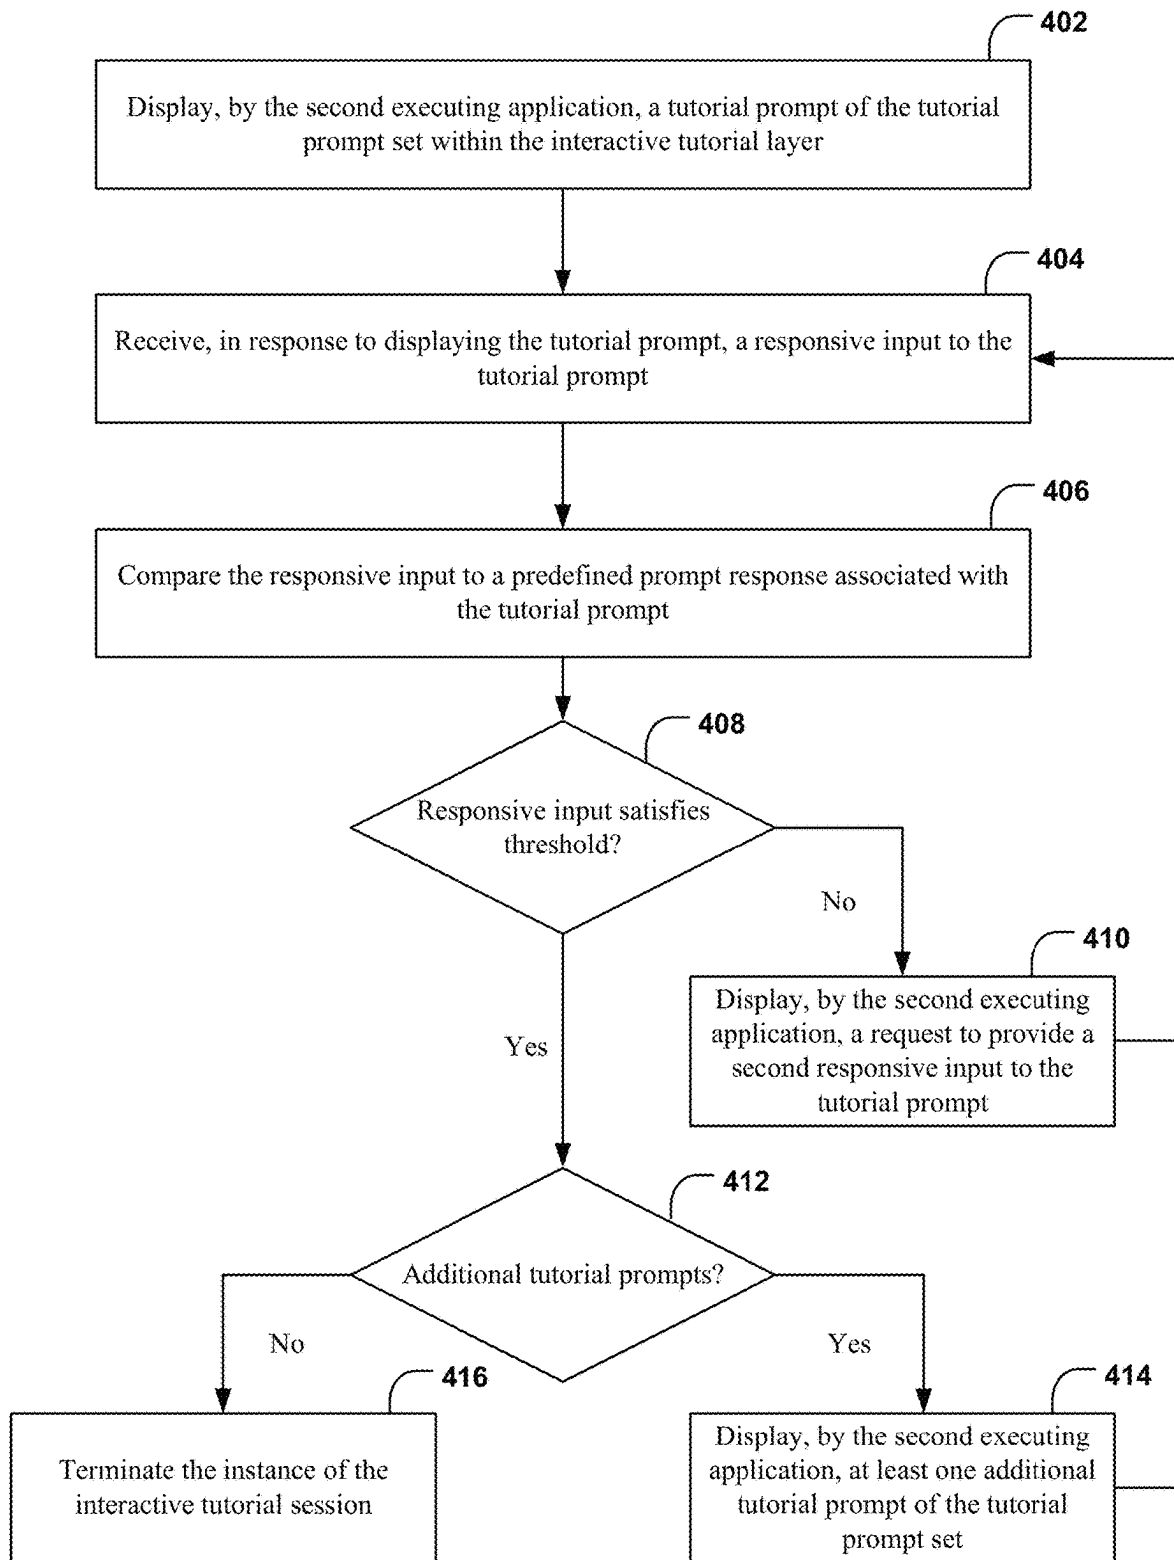 402
Display, by the second executing application, a tutorial prompt of the tutorial
prompt set within the interactive tutorial layer
404
Receive, in response to displaying the tutorial prompt, a responsive input to the
tutorial prompt
406
Compare the responsive input to a predefined prompt response associated with
the tutorial prompt
408
Responsive input satisfies
threshold?
No
410
Display, by the second executing
application, a request to provide a
second responsive input to the
tutorial prompt
Yes
412
Additional tutorial prompts?
No
Yes
416
Terminate the instance of the
interactive tutorial session
414
Display, by the second executing
application, at least one additional
tutorial prompt of the tutorial
prompt set